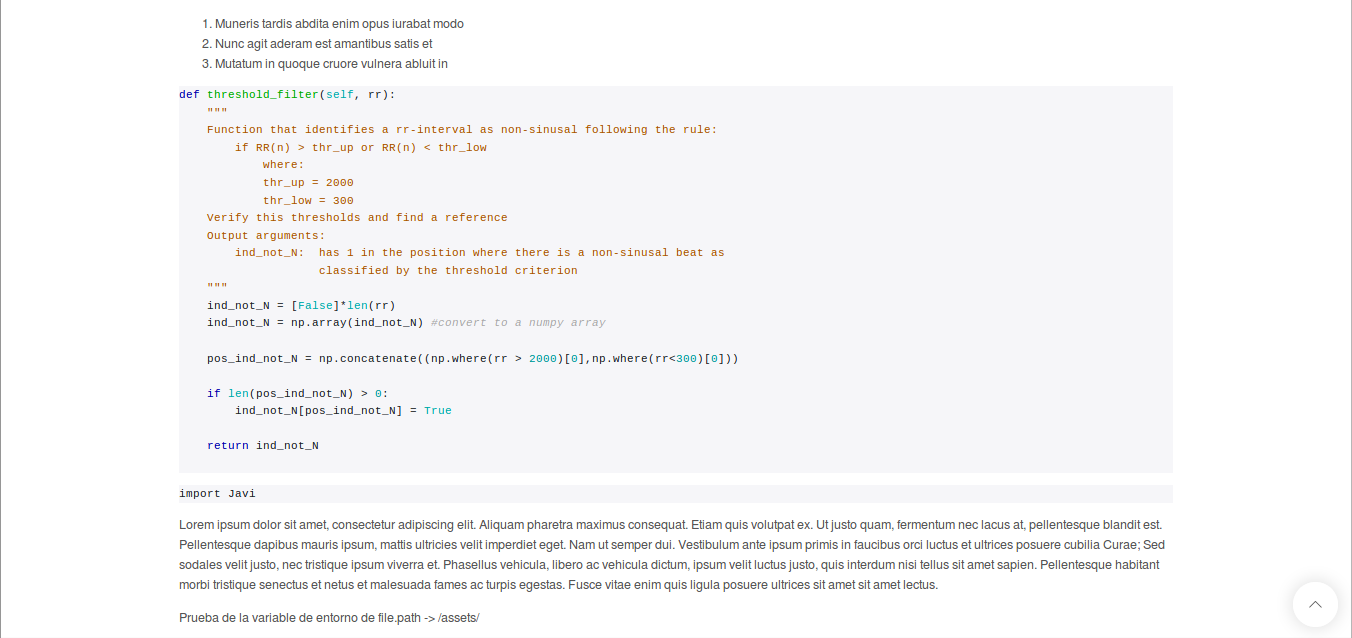 1. Muneris tardis abdita enim opus iurabat modo
2. Nunc agit aderam est amantibus satis et
3. Mutatum in quoque cruore vulnera abluit in
def threshold_filter(self, rr):
    """
    Function that identifies a rr-interval as non-sinusal following the rule:
        if RR(n) > thr_up or RR(n) < thr_low
            where:
            thr_up = 2000
            thr_low = 300
    Verify this thresholds and find a reference
    Output arguments:
        ind_not_N:  has 1 in the position where there is a non-sinusal beat as
                    classified by the threshold criterion
    """
    ind_not_N = [False]*len(rr)
    ind_not_N = np.array(ind_not_N) #convert to a numpy array
    pos_ind_not_N = np.concatenate((np.where(rr > 2000)[0],np.where(rr<300)[0]))
    if len(pos_ind_not_N) > 0:
        ind_not_N[pos_ind_not_N] = True
    return ind_not_N
import Javi
Lorem ipsum dolor sit amet, consectetur adipiscing elit. Aliquam pharetra maximus consequat. Etiam quis volutpat ex. Ut justo quam, fermentum nec lacus at, pellentesque blandit est.
Pellentesque dapibus mauris ipsum, mattis ultricies velit imperdiet eget. Nam ut semper dui. Vestibulum ante ipsum primis in faucibus orci luctus et ultrices posuere cubilia Curae; Sed
sodales velit justo, nec tristique ipsum viverra et. Phasellus vehicula, libero ac vehicula dictum, ipsum velit luctus justo, quis interdum nisi tellus sit amet sapien. Pellentesque habitant
morbi tristique senectus et netus et malesuada fames ac turpis egestas. Fusce vitae enim quis ligula posuere ultrices sit amet sit amet lectus.
Prueba de la variable de entorno de file.path -> /assets/